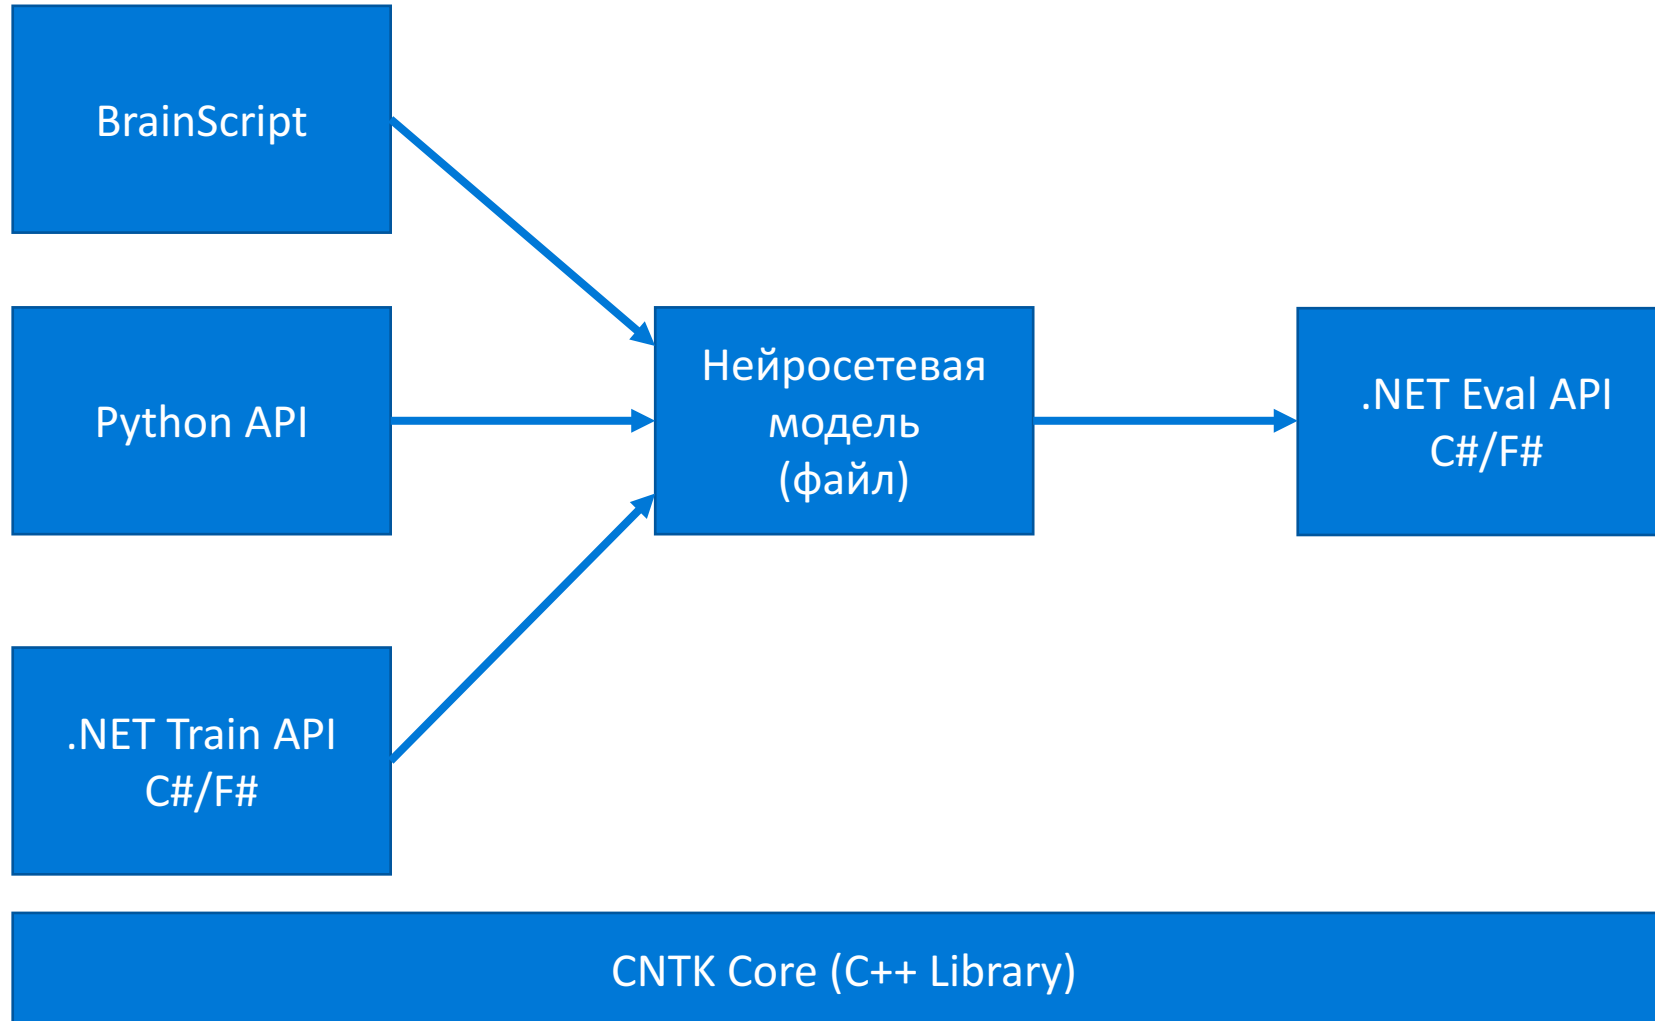 BrainScript
Python API
.NET Train API
C#/F#
Нейросетевая
модель
(файл)
.NET Eval API
C#/F#
CNTK Core (C++ Library)